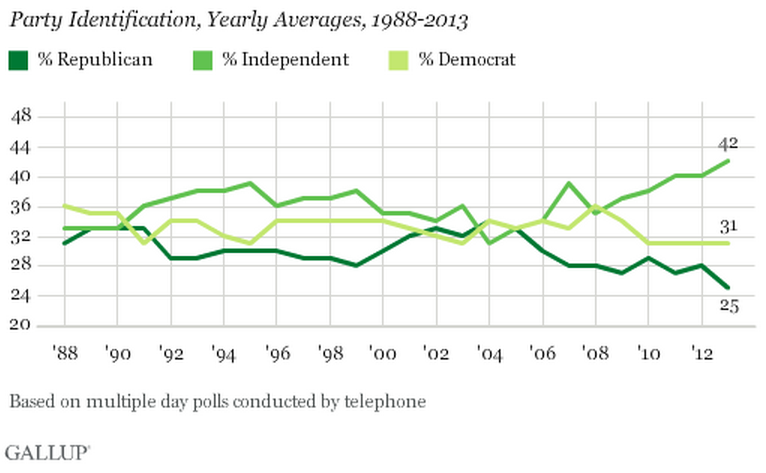 Party Identification, Yearly Averages, 1988-2013
% Republican % Independent % Democrat
48
44
42
40
36
31
32
28
24
25
20
'88 '90 '92 '94 '96 '98 '00 '02 '04 '06 '08 '10 '12
Based on multiple day polls conducted by telephone
GALLUP®